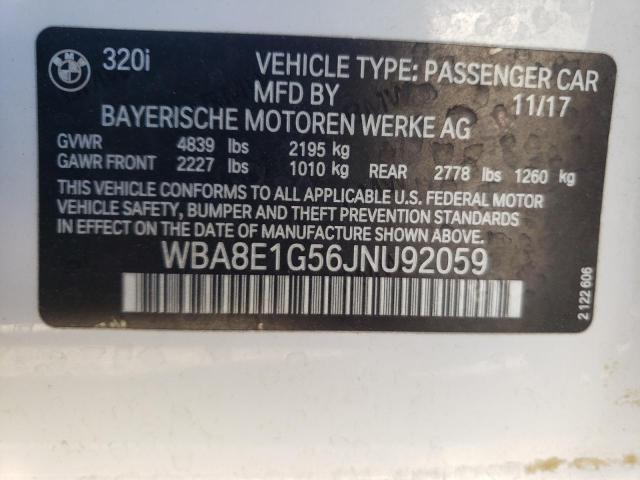 320i VEHICLE TYPE: PASSENGER CAR
MFD BY 11/17
BAYERISCHE MOTOREN WERKE AG
GVWR 4839 lbs 2195 kg
GAWR FRONT 2227 lbs 1010 kg REAR 2778 lbs 1260 kg
THIS VEHICLE CONFORMS TO ALL APPLICABLE U.S. FEDERAL MOTOR
VEHICLE SAFETY, BUMPER AND THEFT PREVENTION STANDARDS
IN EFFECT ON THE DATE OF MANUFACTURE SHOWN ABOVE.
WBA8E1G56JNU92059
2 122 606